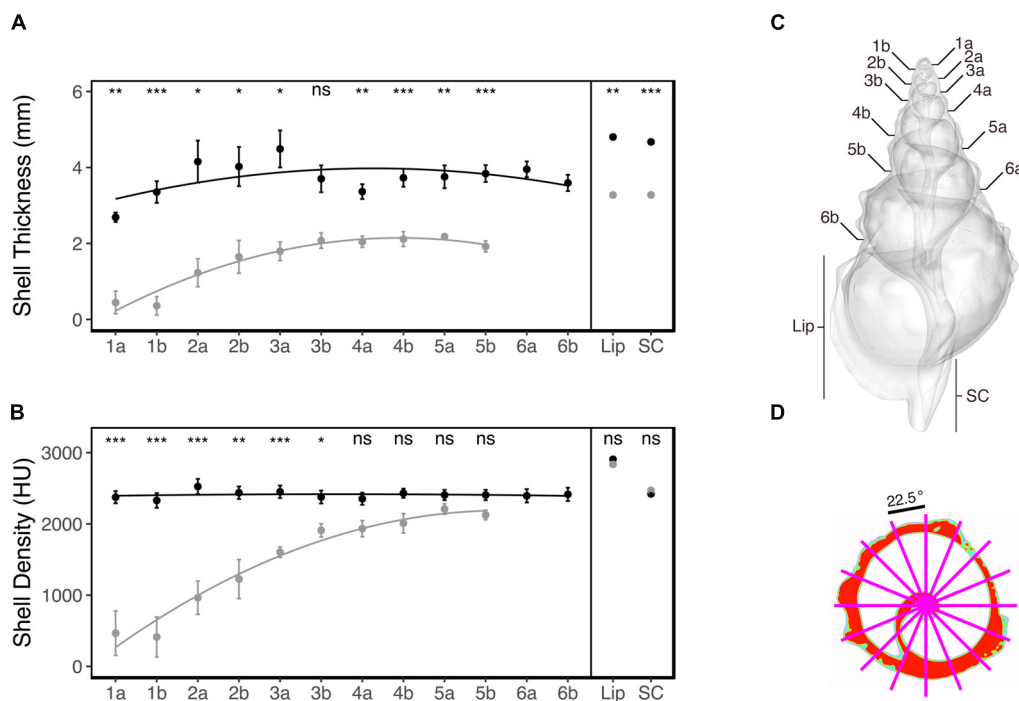 A
Shell Thickness (mm)
6
4
2
0
** *** * * * ns ** *** ** *** ** ***
1a 1b 2a 2b 3a 3b 4a 4b 5a 5b 6a 6b Lip SC
B
Shell Density (HU)
3000
2000
1000
0
*** *** *** ** *** * ns ns ns ns ns ns
1a 1b 2a 2b 3a 3b 4a 4b 5a 5b 6a 6b Lip SC
C
1b 1a
2b 2a
3b 3a
4a
4b
5a
5b
6a
6b
Lip
SC
D
22.5°